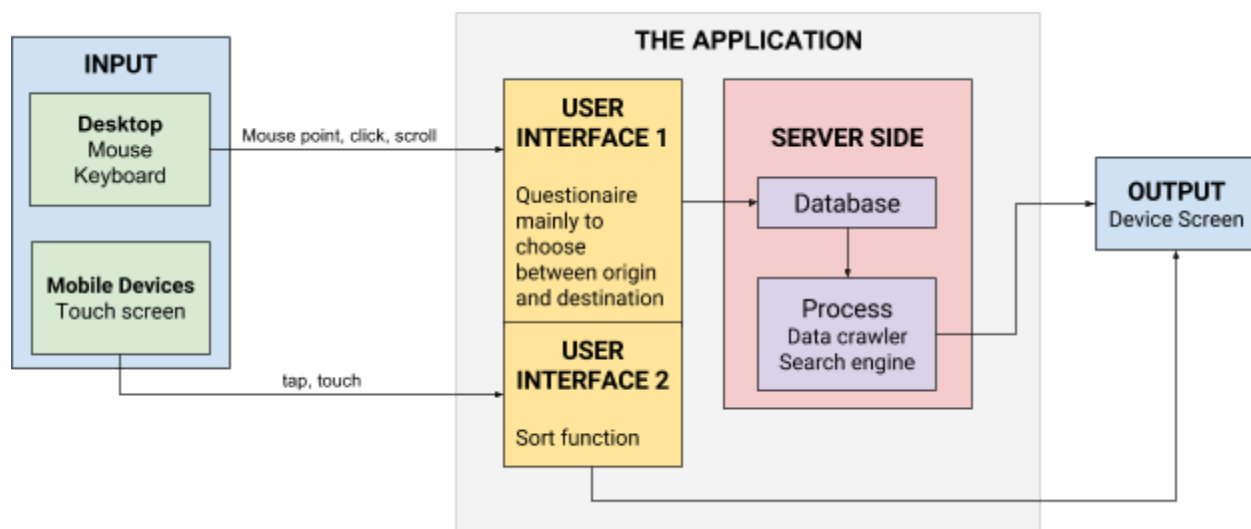 THE APPLICATION
INPUT
Desktop
Mouse
Keyboard
Mouse point, click, scroll
Mobile Devices
Touch screen
tap, touch
USER
INTERFACE 1
Questionaire
mainly to
choose
between origin
and destination
USER
INTERFACE 2
Sort function
SERVER SIDE
Database
Process
Data crawler
Search engine
OUTPUT
Device Screen